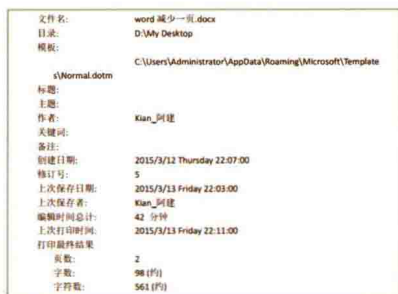 文件名: word 减少一页.docx
目录: D:\My Desktop
模板:
C:\Users\Administrator\AppData\Roaming\Microsoft\Template
s\Normal.dotm
标题:
主题:
作者: Kian_阿建
关键词:
备注:
创建日期: 2015/3/12 Thursday 22:07:00
修订号: 5
上次保存日期: 2015/3/13 Friday 22:03:00
上次保存者: Kian_阿建
编辑时间总计: 42 分钟
上次打印时间: 2015/3/13 Friday 22:11:00
打印最终结果
页数: 2
字数: 98 (约)
字符数: 561 (约)